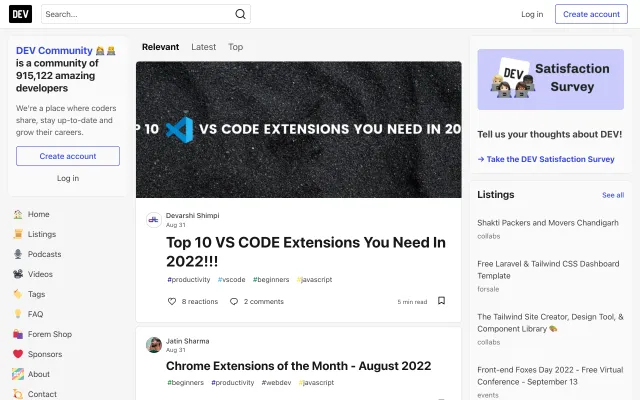 DEV
Search...
Log in
Create account
DEV Community
is a community of
915,122 amazing
developers
We're a place where coders
share, stay up-to-date and
grow their careers.
Create account
Log in
Home
Listings
Podcasts
Videos
Tags
FAQ
Forem Shop
Sponsors
About
Contact
Relevant
Latest
Top
P 10 VS CODE EXTENSIONS YOU NEED IN 20
Devarshi Shimpi
Aug 31
Top 10 VS CODE Extensions You Need In
2022!!!
#productivity #vscode #beginners #javascript
8 reactions
2 comments
5 min read
Jatin Sharma
Aug 31
Chrome Extensions of the Month - August 2022
#beginners #productivity #webdev #javascript
DEV
Satisfaction
Survey
Tell us your thoughts about DEV!
→ Take the DEV Satisfaction Survey
Listings
See all
Shakti Packers and Movers Chandigarh
collabs
Free Laravel & Tailwind CSS Dashboard
Template
forsale
The Tailwind Site Creator, Design Tool, &
Component Library
collabs
Front-end Foxes Day 2022 - Free Virtual
Conference - September 13
events